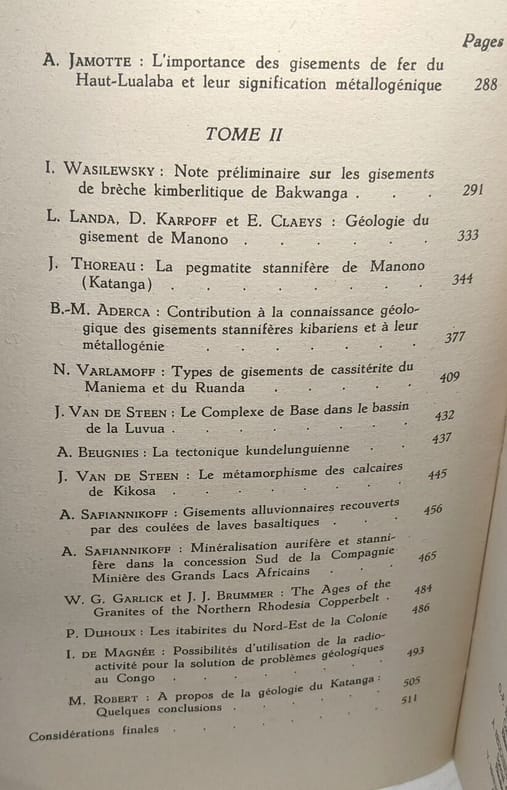 Pages
A. JAMOTTE : L'importance des gisements de fer du
Haut-Lualaba et leur signification métallogénique 288
TOME II
I. WASILEWSKY : Note préliminaire sur les gisements
de brèche kimberlitique de Bakwanga . . . 291
L. LANDA, D. KARPOFF et E. CLAEYS : Géologie du
gisement de Manono . . . . . . 333
J. THOREAU : La pegmatite stannifère de Manono
(Katanga) . . . . . . . . 344
B.-M. ADERCA : Contribution à la connaissance géolo-
gique des gisements stannifères kibariens et à leur
métallogénie . . . . . . 377
N. VARLAMOFF : Types de gisements de cassitérite du
Maniema et du Ruanda . . . . . 409
J. VAN DE STEEN : Le Complexe de Base dans le bassin
de la Luvua . . . . . . . 432
A. BEUGNIES : La tectonique kundelunguienne . . 437
J. VAN DE STEEN : Le métamorphisme des calcaires
de Kikosa . . . . . . . 445
A. SAFIANNIKOFF : Gisements alluvionnaires recouverts
par des coulées de laves basaltiques . . . 456
A. SAFIANNIKOFF : Minéralisation aurifère et stanni-
fère dans la concession Sud de la Compagnie
Minière des Grands Lacs Africains . . . 465
W. G. GARLICK et J. J. BRUMMER : The Ages of the
Granites of the Northern Rhodesia Copperbelt . 484
P. DUHOUX : Les itabirites du Nord-Est de la Colonie 486
I. DE MAGNÉE : Possibilités d'utilisation de la radio-
activité pour la solution de problèmes géologiques
au Congo . . . . . . . 493
M. ROBERT : A propos de la géologie du Katanga :
Quelques conclusions . . . . . 505
Considérations finales . . . . . . 511